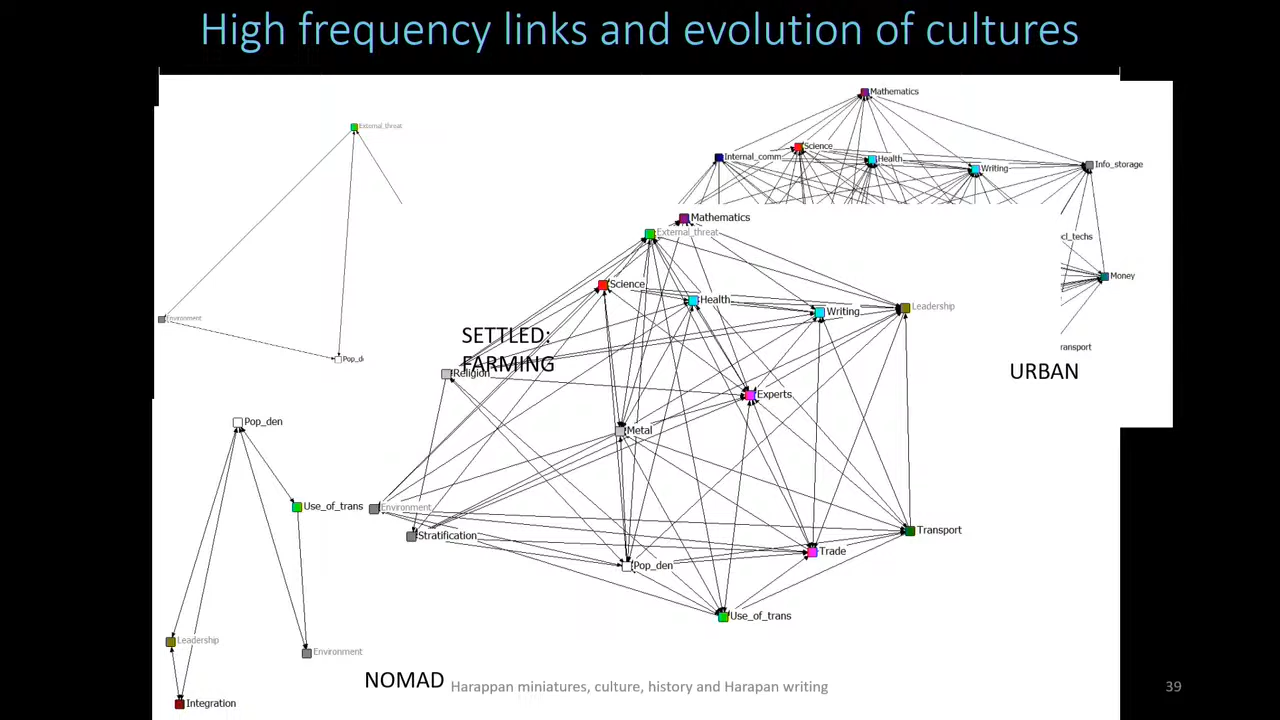 High frequency links and evolution of cultures
Mathematics
External_threat
Internal_comm
Science
Health
Writing
Info_storage
Mathematics
External_threat
cl_techs
Money
Science
Health
Writing
Leadership
Environment
SETTLED:
FARMING
ransport
Pop_d
Religion
URBAN
Experts
Pop_den
Metal
Use_of_trans
Environment
Stratification
Transport
Trade
Pop_den
Use_of_trans
Leadership
Environment
NOMAD
Harappan miniatures, culture, history and Harapan writing
39
Integration